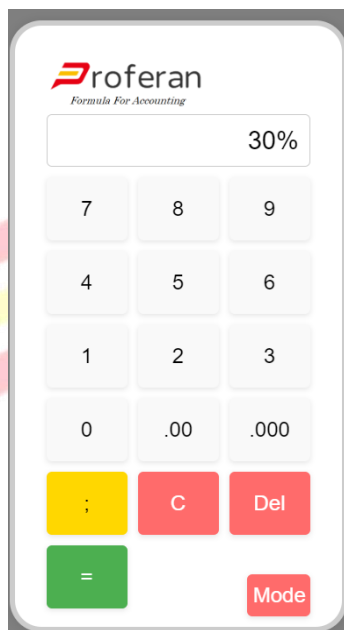 Proferan
Formula For Accounting
30%
7 8 9
4 5 6
1 2 3
0 .00 .000
; C Del
=
Mode